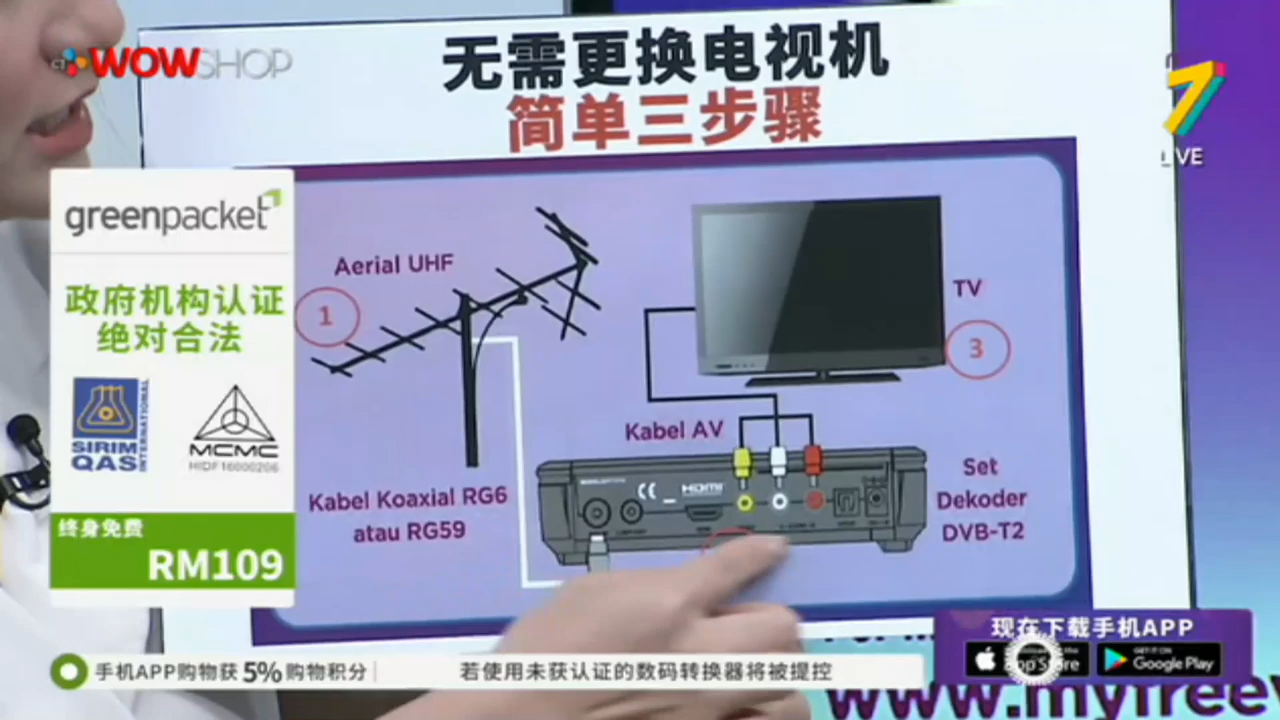 无需更换电视机
简单三步骤
CJ WOWSHOP
7
LIVE
greenpacket
政府机构认证
绝对合法
SIRIM
QAS
INTERNATIONAL
MCMC
HIDF16000206
终身免费
RM109
Aerial UHF
1
TV
3
Kabel AV
Kabel Koaxial RG6
atau RG59
CE
HDMI
Set
Dekoder
DVB-T2
现在下载手机APP
App Store
GET IT ON
Google Play
手机APP购物获5%购物积分
若使用未获认证的数码转换器将被提控
www.myfreev